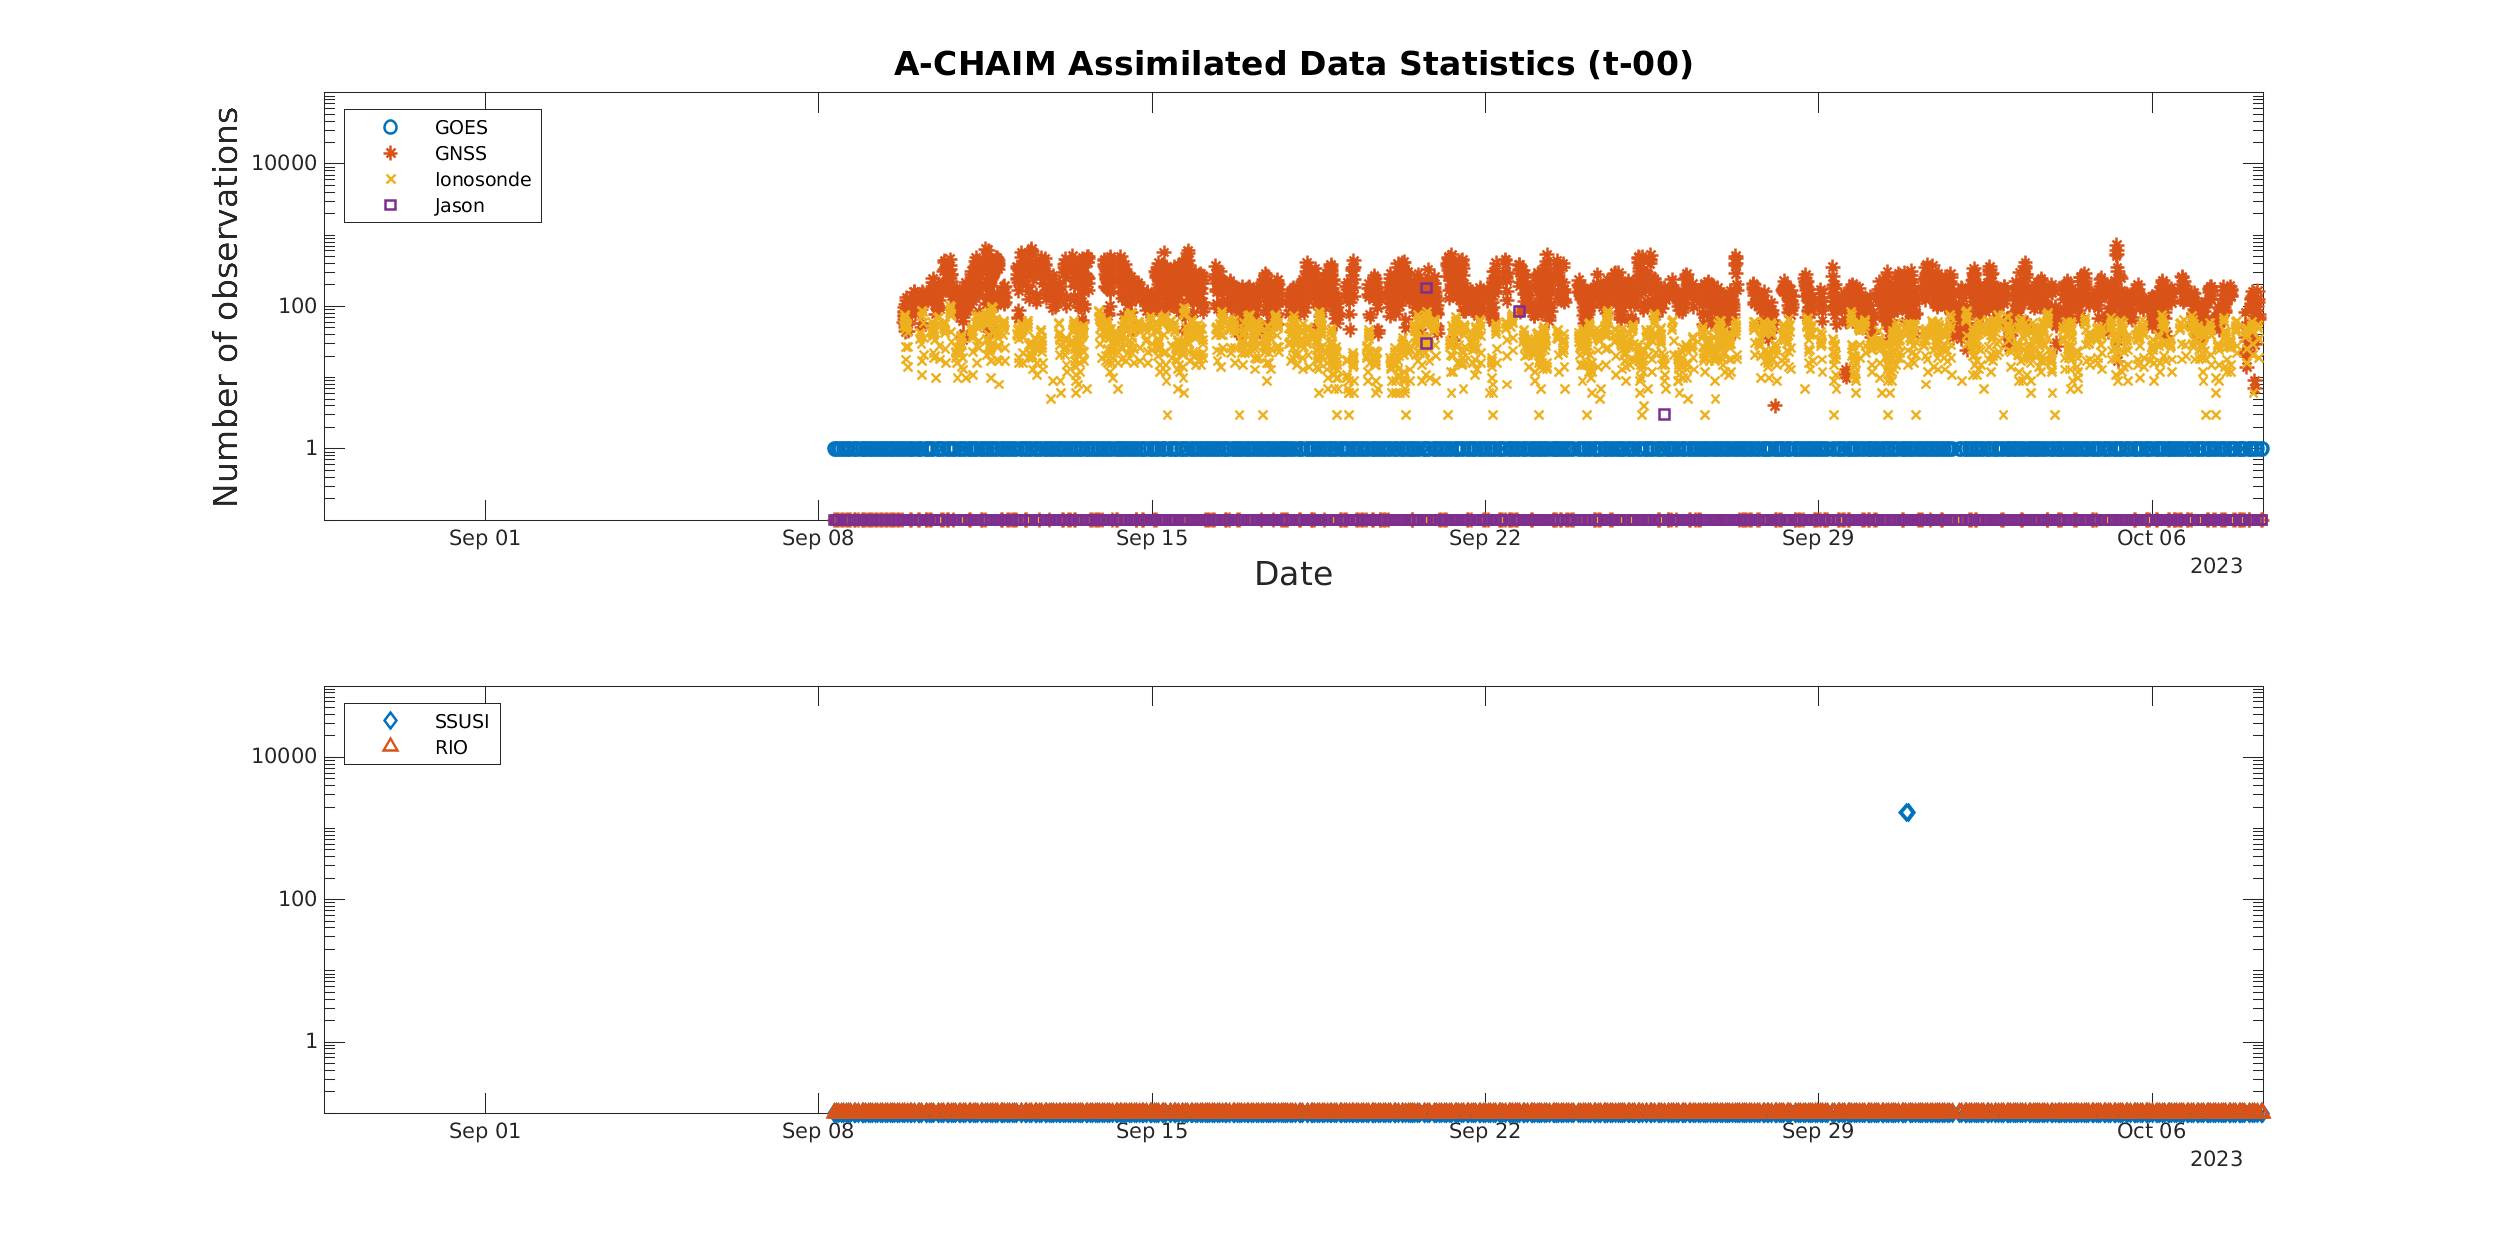 A-CHAIM Assimilated Data Statistics (t-00)
Number of observations
GOES
GNSS
Ionosonde
Jason
10000
100
1
Sep 01 Sep 08 Sep 15 Sep 22 Sep 29 Oct 06
2023
Date
SSUSI
RIO
10000
100
1
Sep 01 Sep 08 Sep 15 Sep 22 Sep 29 Oct 06
2023